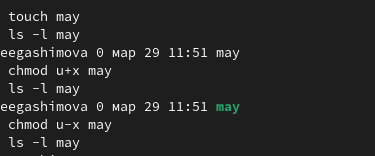 touch may
ls -l may
eegashimova 0 мар 29 11:51 may
chmod u+x may
ls -l may
eegashimova 0 мар 29 11:51 may
chmod u-x may
ls -l may